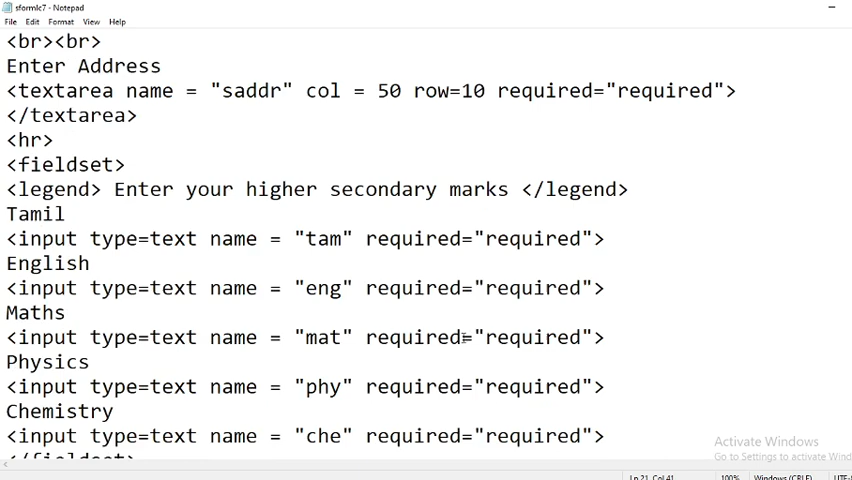 sformlc7 - Notepad
File Edit Format View Help
<br><br>
Enter Address
<textarea name = "saddr" col = 50 row=10 required="required">
</textarea>
<hr>
<fieldset>
<legend> Enter your higher secondary marks </legend>
Tamil
<input type=text name = "tam" required="required">
English
<input type=text name = "eng" required="required">
Maths
<input type=text name = "mat" required="required">
Physics
<input type=text name = "phy" required="required">
Chemistry
<input type=text name = "che" required="required">
</fieldset>
Activate Windows
Go to Settings to activate Wind
Ln 21, Col 41 100% Windows (CRLF) UTF-8